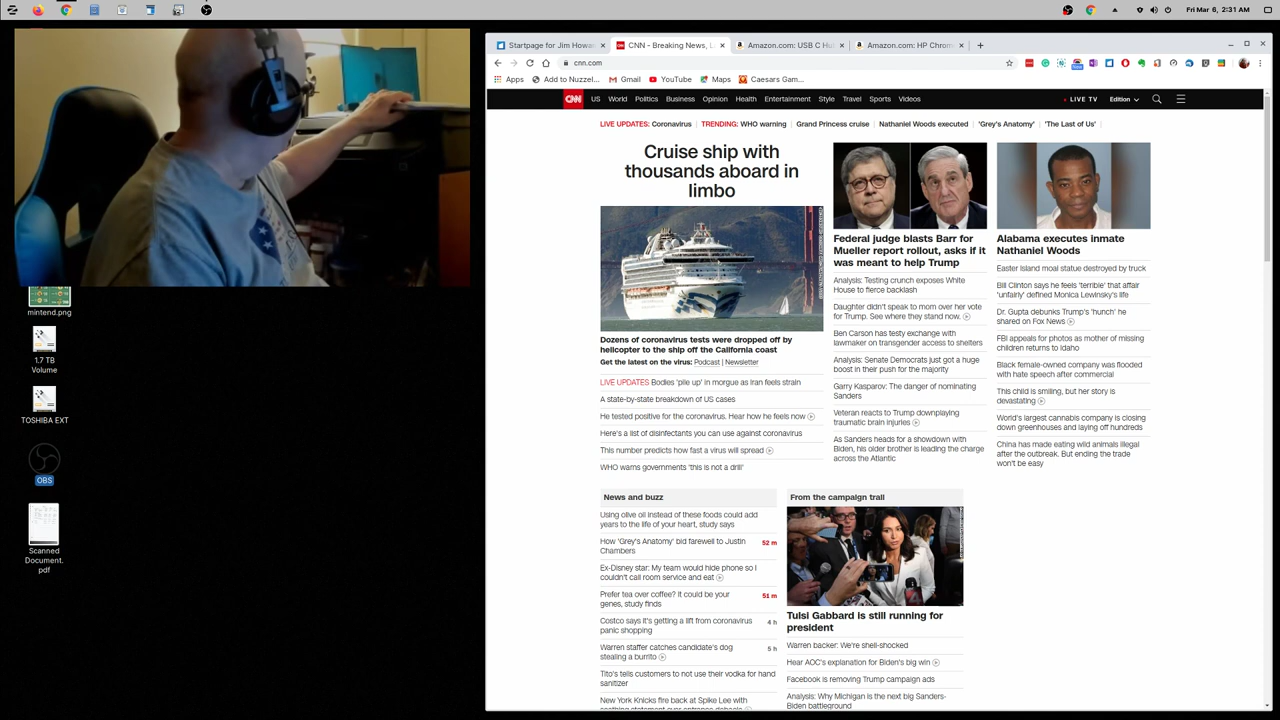 Fri Mar 6, 2:31 AM
Startpage for Jim Howa
CNN - Breaking News, L
Amazon.com: USB C Hu
Amazon.com: HP Chrom
cnn.com
Apps
Add to Nuzzel...
Gmail
YouTube
Maps
Caesars Gam...
CNN
US
World
Politics
Business
Opinion
Health
Entertainment
Style
Travel
Sports
Videos
LIVE TV
Edition
LIVE UPDATES: Coronavirus
TRENDING: WHO warning
Grand Princess cruise
Nathaniel Woods executed
'Grey's Anatomy'
'The Last of Us'
Cruise ship with
thousands aboard in
limbo
Dozens of coronavirus tests were dropped off by
helicopter to the ship off the California coast
Get the latest on the virus: Podcast | Newsletter
LIVE UPDATES Bodies 'pile up' in morgue as Iran feels strain
A state-by-state breakdown of US cases
He tested positive for the coronavirus. Hear how he feels now
Here's a list of disinfectants you can use against coronavirus
This number predicts how fast a virus will spread
WHO warns governments 'this is not a drill'
Federal judge blasts Barr for
Mueller report rollout, asks if it
was meant to help Trump
Analysis: Testing crunch exposes White
House to fierce backlash
Daughter didn't speak to mom over her vote
for Trump. See where they stand now.
Ben Carson has testy exchange with
lawmaker on transgender access to shelters
Analysis: Senate Democrats just got a huge
boost in their push for the majority
Garry Kasparov: The danger of nominating
Sanders
Veteran reacts to Trump downplaying
traumatic brain injuries
As Sanders heads for a showdown with
Biden, his older brother is leading the charge
across the Atlantic
Alabama executes inmate
Nathaniel Woods
Easter Island moai statue destroyed by truck
Bill Clinton says he feels 'terrible' that affair
'unfairly' defined Monica Lewinsky's life
Dr. Gupta debunks Trump's 'hunch' he
shared on Fox News
FBI appeals for photos as mother of missing
children returns to Idaho
Black female-owned company was flooded
with hate speech after commercial
This child is smiling, but her story is
devastating
World's largest cannabis company is closing
down greenhouses and laying off hundreds
China has made eating wild animals illegal
after the outbreak. But ending the trade
won't be easy
News and buzz
Using olive oil instead of these foods could add
years to the life of your heart, study says
How 'Grey's Anatomy' bid farewell to Justin
Chambers
52 m
Ex-Disney star: My team would hide phone so I
couldn't call room service and eat
Prefer tea over coffee? It could be your
genes, study finds
51 m
Costco says it's getting a lift from coronavirus
panic shopping
4 h
Warren staffer catches candidate's dog
stealing a burrito
5 h
Tito's tells customers to not use their vodka for hand
sanitizer
New York Knicks fire back at Spike Lee with
From the campaign trail
Tulsi Gabbard is still running for
president
Warren backer: We're shell-shocked
Hear AOC's explanation for Biden's big win
Facebook is removing Trump campaign ads
Analysis: Why Michigan is the next big Sanders-
Biden battleground
mintend.png
1.7 TB
Volume
TOSHIBA EXT
OBS
Scanned
Document.
pdf